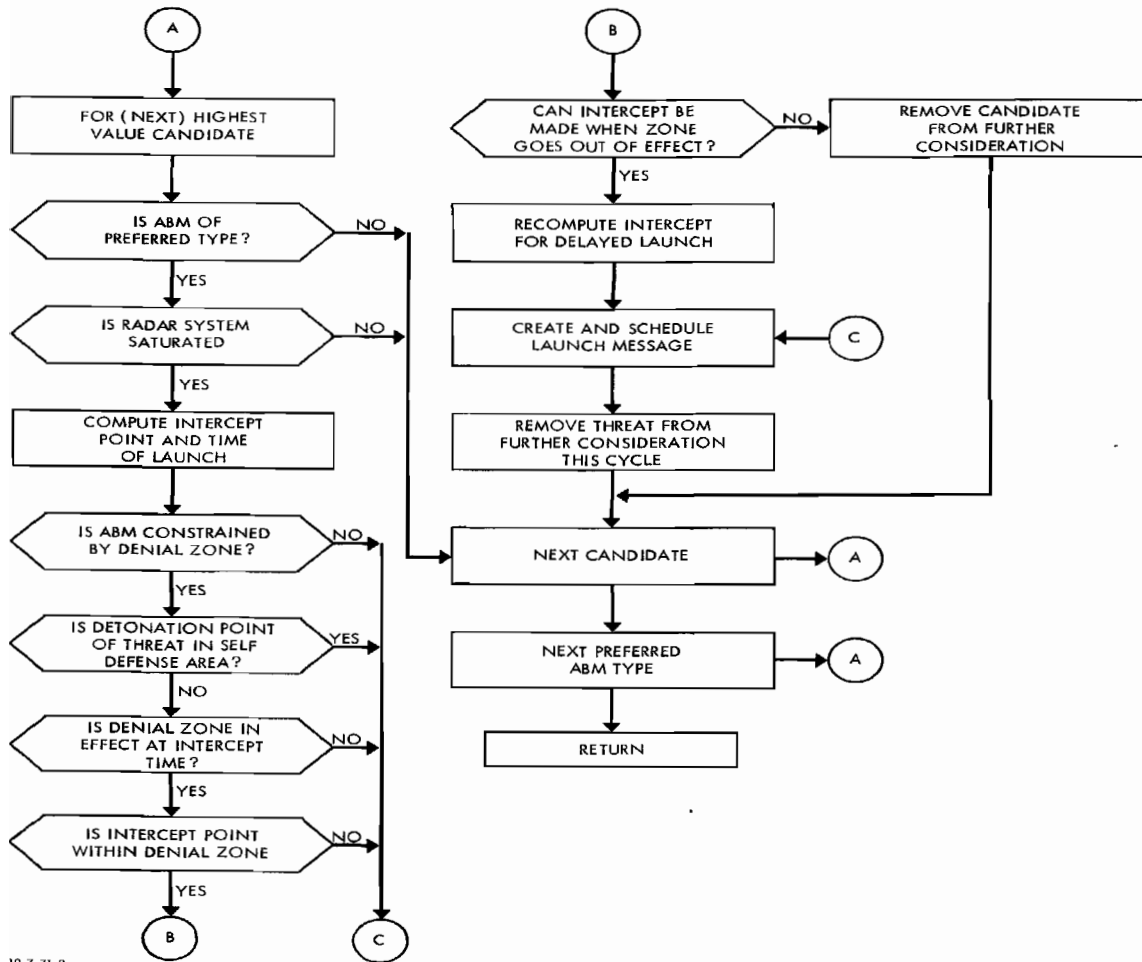 A
FOR (NEXT) HIGHEST
VALUE CANDIDATE
IS ABM OF
PREFERRED TYPE?
NO
YES
IS RADAR SYSTEM
SATURATED
NO
YES
COMPUTE INTERCEPT
POINT AND TIME
OF LAUNCH
IS ABM CONSTRAINED
BY DENIAL ZONE?
NO
YES
IS DETONATION POINT
OF THREAT IN SELF
DEFENSE AREA?
YES
NO
IS DENIAL ZONE IN
EFFECT AT INTERCEPT
TIME?
NO
YES
IS INTERCEPT POINT
WITHIN DENIAL ZONE
NO
YES
B
C
B
CAN INTERCEPT BE
MADE WHEN ZONE
GOES OUT OF EFFECT?
NO
REMOVE CANDIDATE
FROM FURTHER
CONSIDERATION
YES
RECOMPUTE INTERCEPT
FOR DELAYED LAUNCH
CREATE AND SCHEDULE
LAUNCH MESSAGE
C
REMOVE THREAT FROM
FURTHER CONSIDERATION
THIS CYCLE
NEXT CANDIDATE
A
NEXT PREFERRED
ABM TYPE
A
RETURN